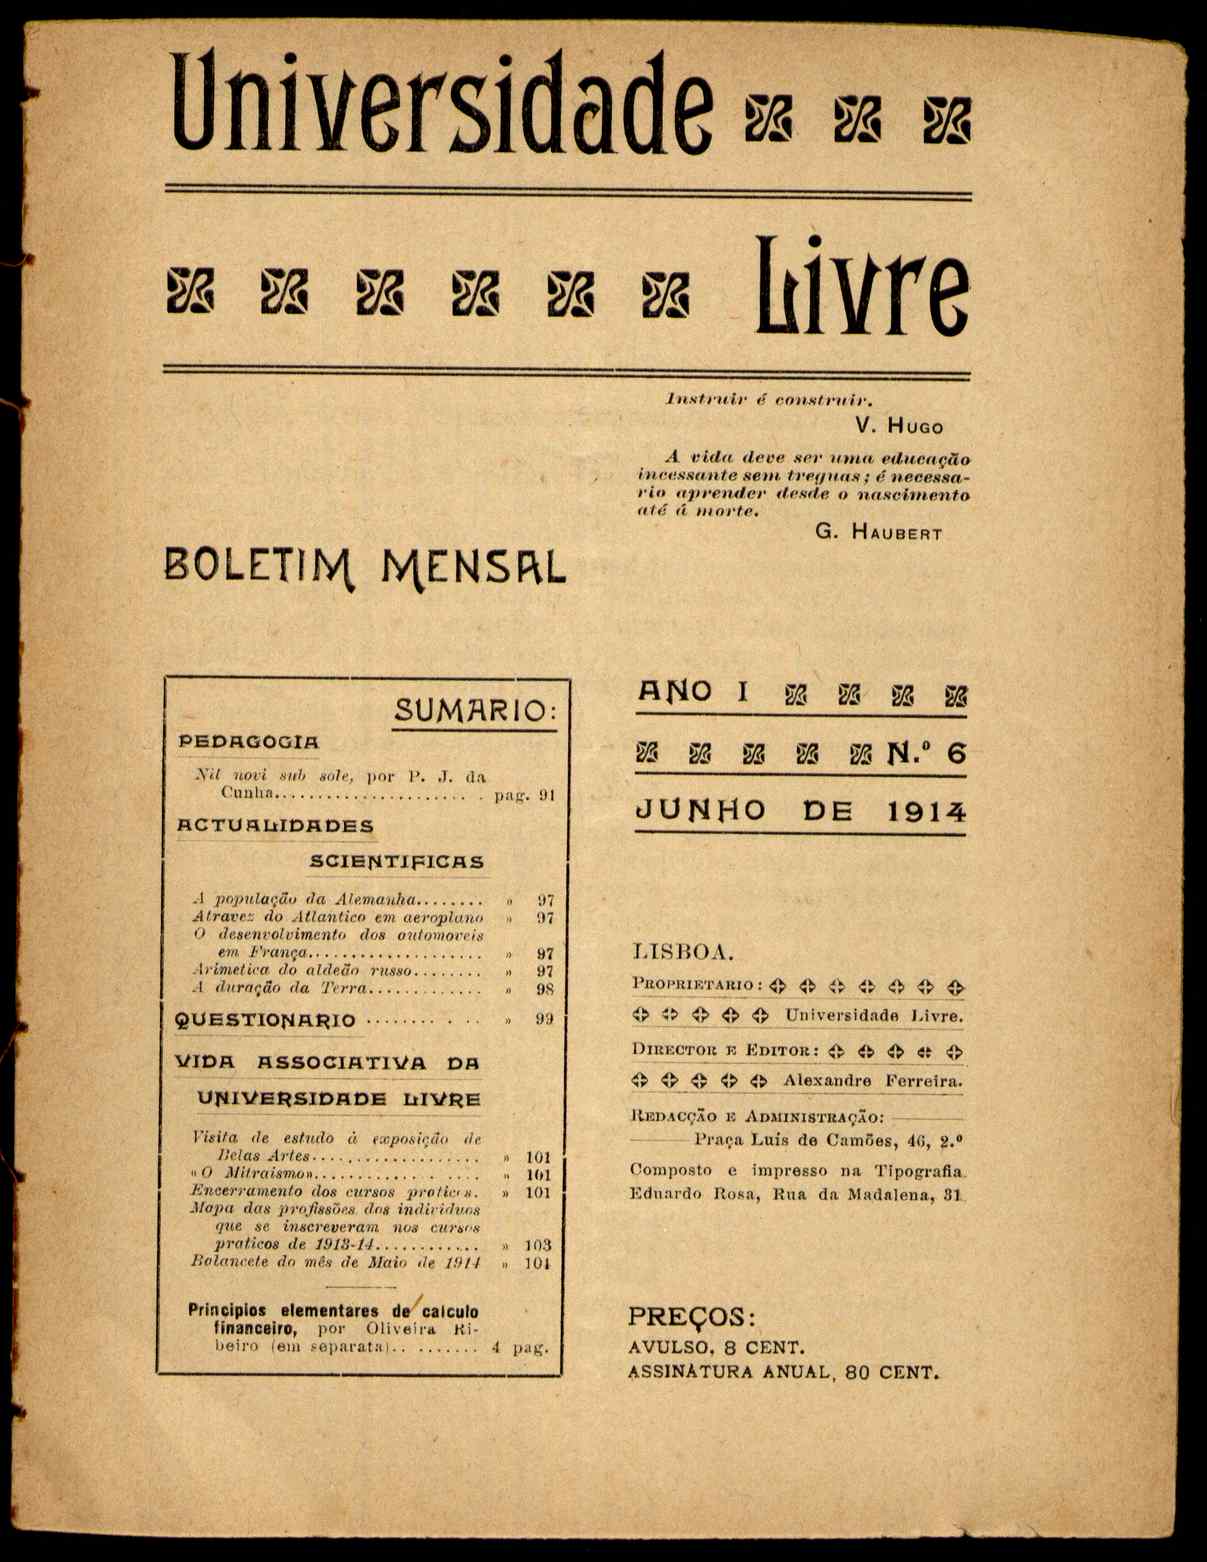 Universidade
Livre
Instruir é construir.
V. Hugo
A vida deve ser uma educação
incessante sem treguas; é necessa-
rio aprender desde o nascimento
até á morte.
G. Haubert
BOLETIM MENSAL
SUMARIO:
PEDAGOGIA
Nil novi sub sole, por P. J. da
Cunha........................ pag. 91
ACTUALIDADES
SCIENTIFICAS
A população da Alemanha........ » 97
Atravez do Atlantico em aeroplano » 97
O desenvolvimento dos automoveis
em França.................... » 97
Arimetica do aldeão russo........ » 97
A duração da Terra............. » 98
QUESTIONARIO ........... » 99
VIDA ASSOCIATIVA DA
UNIVERSIDADE LIVRE
Visita de estudo à exposição de
Belas Artes................... » 101
«O Mitraismo».................. » 101
Encerramento dos cursos praticos. » 101
Mapa das profissões dos individuos
que se inscreveram nos cursos
praticos de 1913-14............ » 103
Balancete do mês de Maio de 1914 » 104
Principios elementares de calculo
financeiro, por Oliveira Ri-
beiro (em separata).. ....... 4 pag.
ANO I
N.º 6
JUNHO DE 1914
LISBOA.
Proprietario:
Universidade Livre.
Director e Editor:
Alexandre Ferreira.
Redacção e Administração:
Praça Luís de Camões, 46, 2.º
Composto e impresso na Tipografia
Eduardo Rosa, Rua da Madalena, 31
PREÇOS:
AVULSO, 8 CENT.
ASSINATURA ANUAL, 80 CENT.